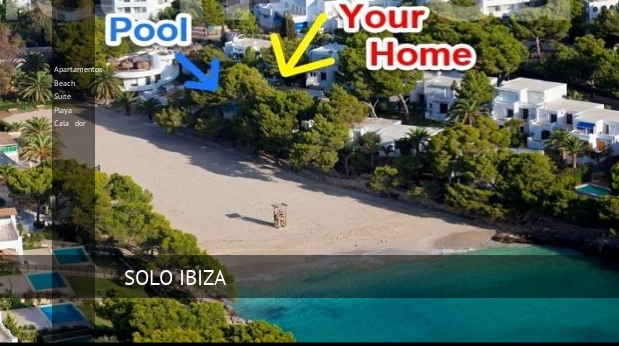 Your
Pool
Home
Apartamentos
Beach
Suite
Playa
Cala dor
SOLO IBIZA